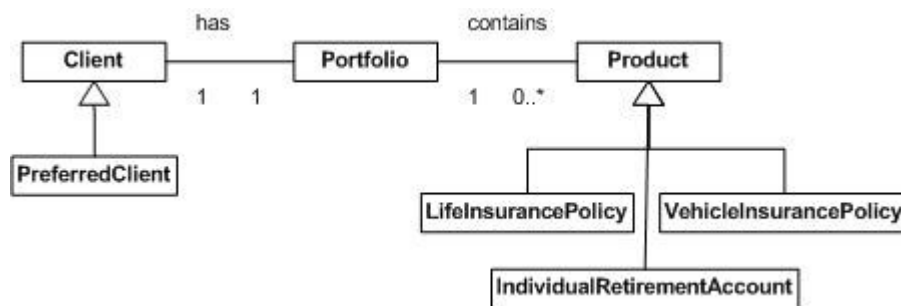 has
contains
Client
Portfolio
Product
1 1
1 0..*
PreferredClient
LifeInsurancePolicy
VehicleInsurancePolicy
IndividualRetirementAccount